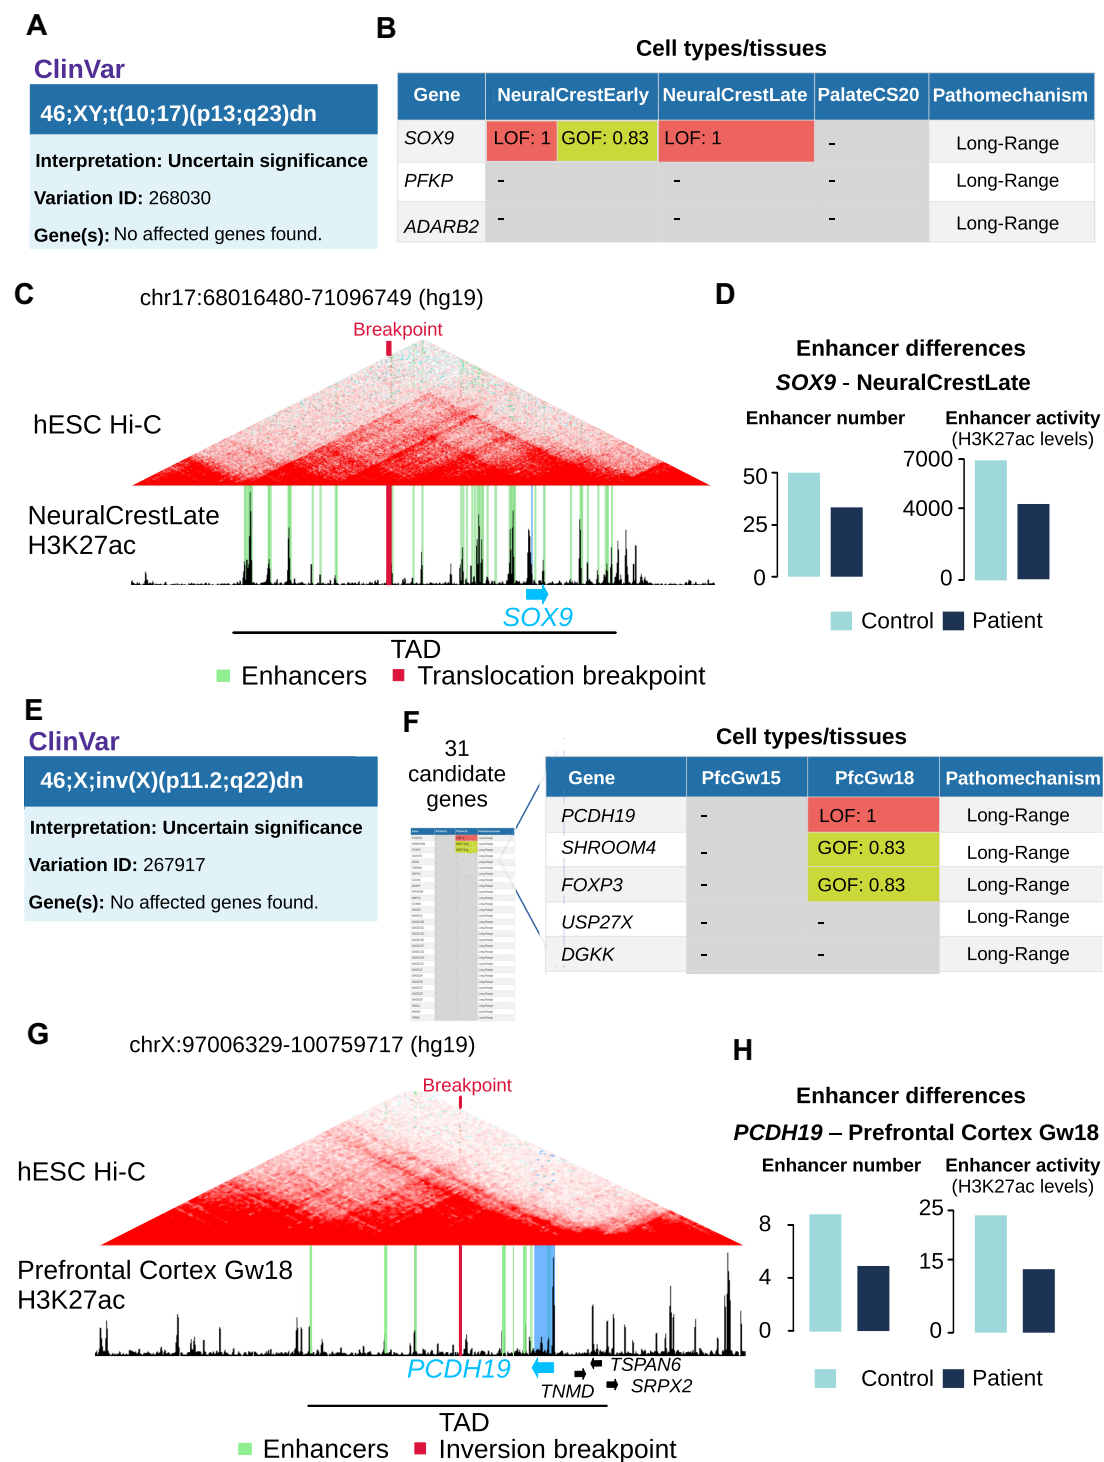 A
ClinVar
46;XY;t(10;17)(p13;q23)dn
Interpretation: Uncertain significance
Variation ID: 268030
Gene(s): No affected genes found.
B
Cell types/tissues
Gene NeuralCrestEarly NeuralCrestLate PalateCS20 Pathomechanism
SOX9 LOF: 1 GOF: 0.83 LOF: 1 - Long-Range
PFKP - - - Long-Range
ADARB2 - - - Long-Range
C
chr17:68016480-71096749 (hg19)
Breakpoint
hESC Hi-C
NeuralCrestLate
H3K27ac
SOX9
TAD
Enhancers Translocation breakpoint
D
Enhancer differences
SOX9 - NeuralCrestLate
Enhancer number
50
25
0
Enhancer activity
(H3K27ac levels)
7000
4000
0
Control Patient
E
ClinVar
46;X;inv(X)(p11.2;q22)dn
Interpretation: Uncertain significance
Variation ID: 267917
Gene(s): No affected genes found.
F
31
candidate
genes
Cell types/tissues
Gene PfcGw15 PfcGw18 Pathomechanism
PCDH19 - LOF: 1 Long-Range
SHROOM4 - GOF: 0.83 Long-Range
FOXP3 - GOF: 0.83 Long-Range
USP27X - - Long-Range
DGKK - - Long-Range
G
chrX:97006329-100759717 (hg19)
Breakpoint
hESC Hi-C
Prefrontal Cortex Gw18
H3K27ac
PCDH19
TSPAN6
TNMD
SRPX2
TAD
Enhancers Inversion breakpoint
H
Enhancer differences
PCDH19 – Prefrontal Cortex Gw18
Enhancer number
8
4
0
Enhancer activity
(H3K27ac levels)
25
15
0
Control Patient